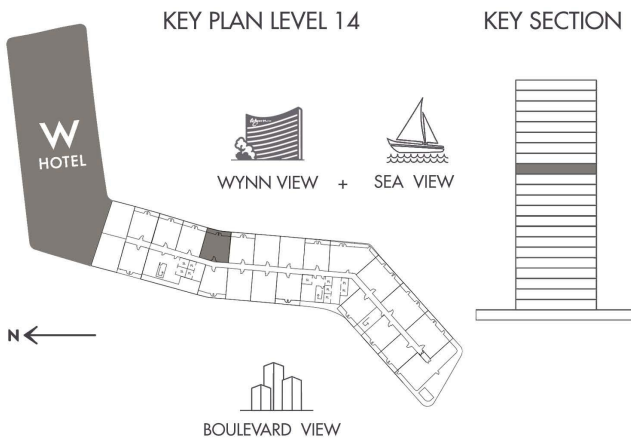 KEY PLAN LEVEL 14
KEY SECTION
W
HOTEL
WYNN VIEW + SEA VIEW
N
BOULEVARD VIEW